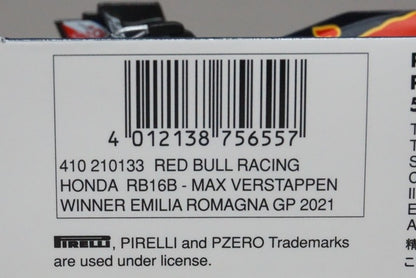 4 012138 756557
410 210133 RED BULL RACING
HONDA RB16B - MAX VERSTAPPEN
WINNER EMILIA ROMAGNA GP 2021
PIRELLI, PIRELLI and PZERO Trademarks
are used under license.